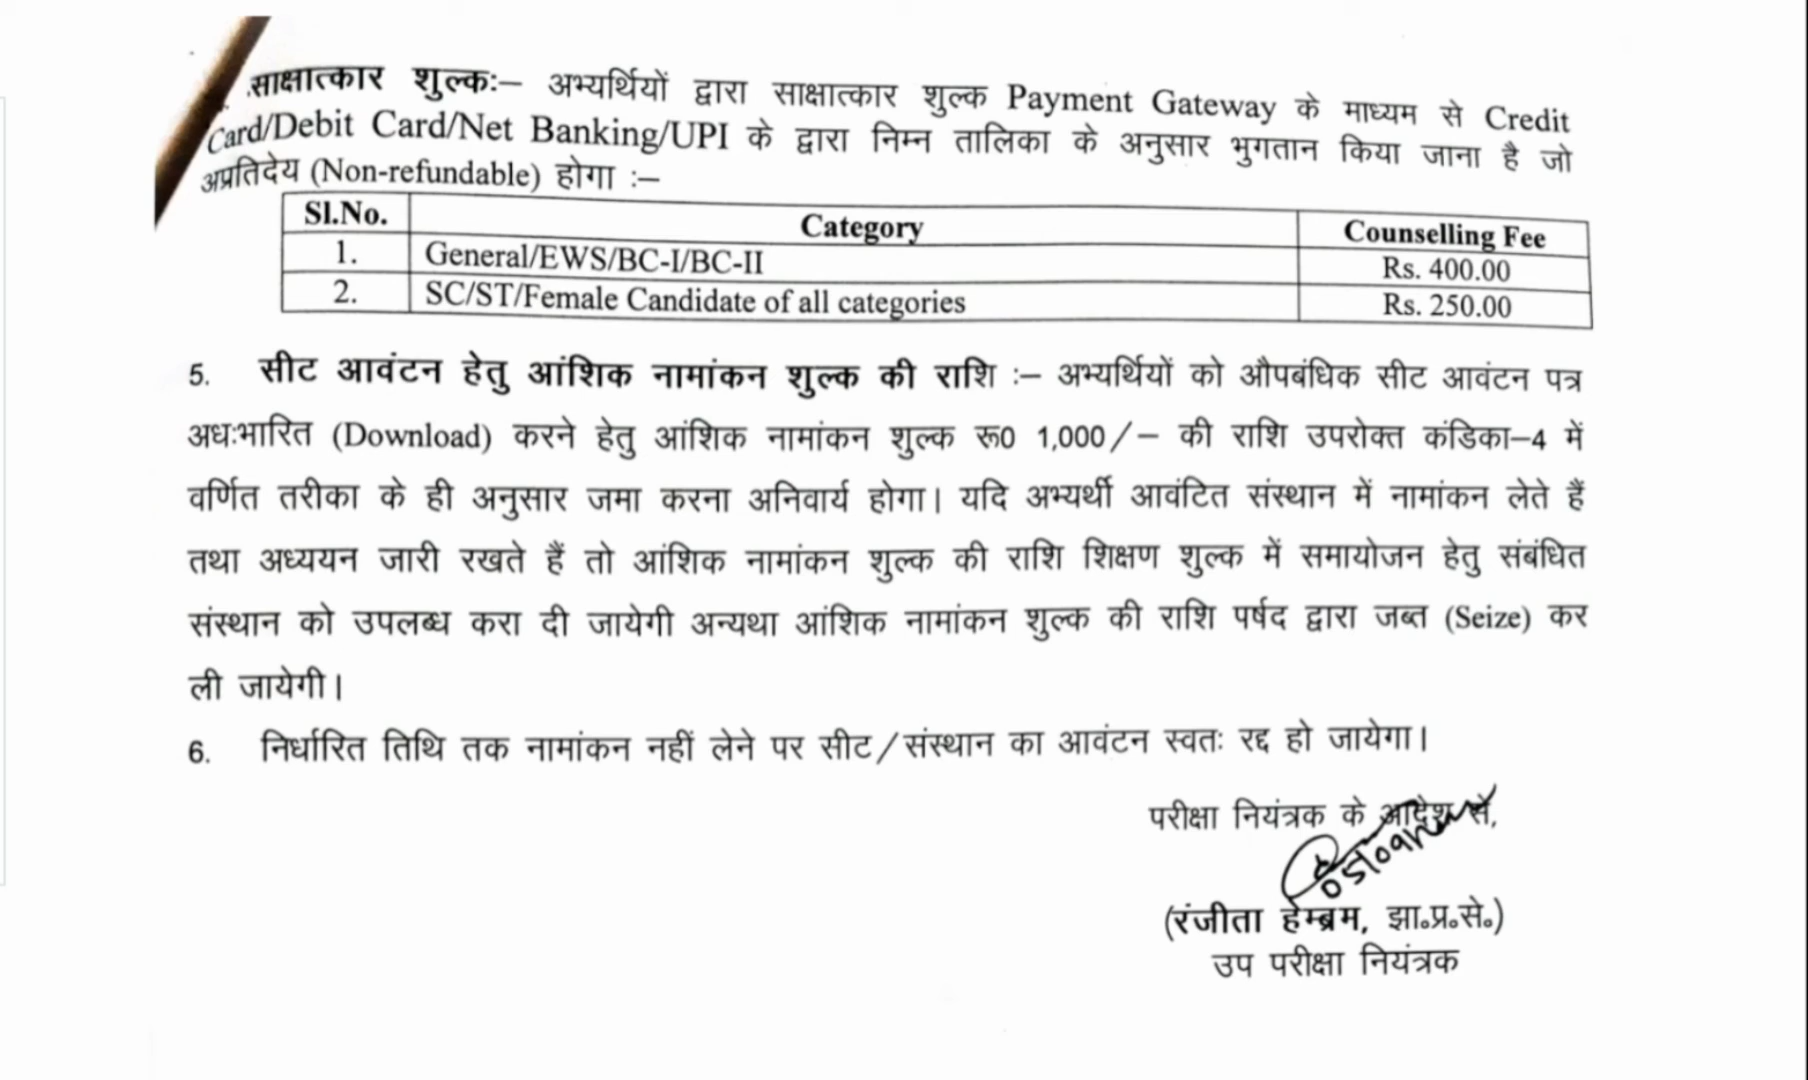 साक्षात्कार शुल्कः– अभ्यर्थियों द्वारा साक्षात्कार शुल्क Payment Gateway के माध्यम से Credit
Card/Debit Card/Net Banking/UPI के द्वारा निम्न तालिका के अनुसार भुगतान किया जाना है जो
अप्रतिदेय (Non-refundable) होगा :–
Sl.No. Category Counselling Fee
1. General/EWS/BC-I/BC-II Rs. 400.00
2. SC/ST/Female Candidate of all categories Rs. 250.00
5. सीट आवंटन हेतु आंशिक नामांकन शुल्क की राशि :– अभ्यर्थियों को औपबंधिक सीट आवंटन पत्र
अधःभारित (Download) करने हेतु आंशिक नामांकन शुल्क रू0 1,000/– की राशि उपरोक्त कंडिका–4 में
वर्णित तरीका के ही अनुसार जमा करना अनिवार्य होगा। यदि अभ्यर्थी आवंटित संस्थान में नामांकन लेते हैं
तथा अध्ययन जारी रखते हैं तो आंशिक नामांकन शुल्क की राशि शिक्षण शुल्क में समायोजन हेतु संबंधित
संस्थान को उपलब्ध करा दी जायेगी अन्यथा आंशिक नामांकन शुल्क की राशि पर्षद द्वारा जब्त (Seize) कर
ली जायेगी।
6. निर्धारित तिथि तक नामांकन नहीं लेने पर सीट/संस्थान का आवंटन स्वतः रद्द हो जायेगा।
परीक्षा नियंत्रक के आदेश से,
(रंजीता हेम्ब्रम, झा॰प्र॰से॰)
उप परीक्षा नियंत्रक